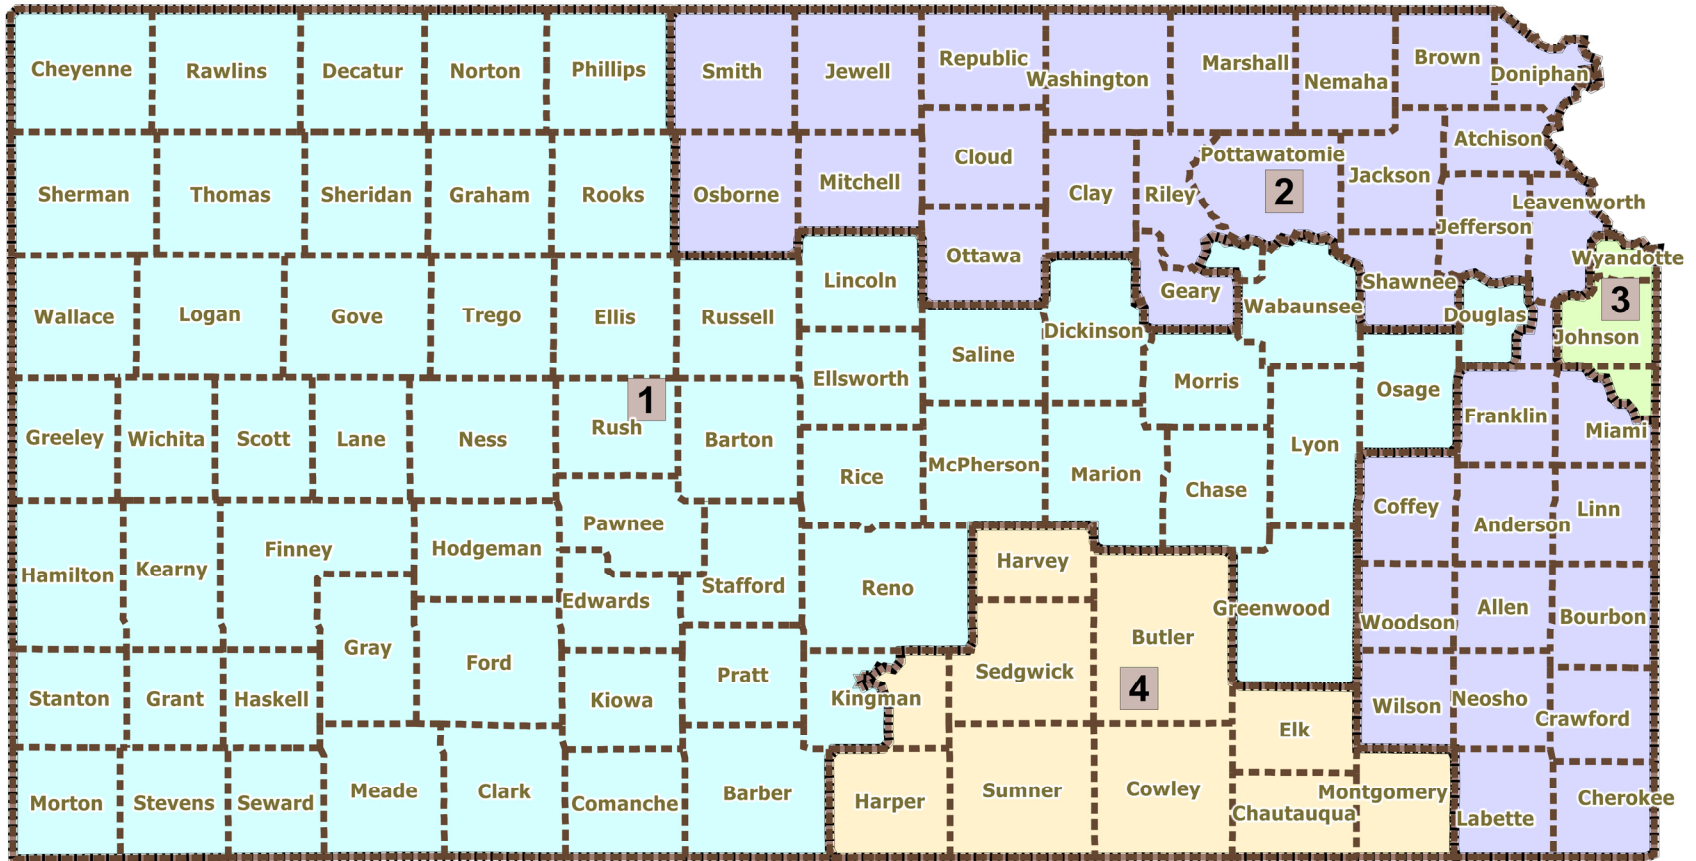 Cheyenne
Rawlins
Decatur
Norton
Phillips
Smith
Jewell
Republic
Washington
Marshall
Nemaha
Brown
Doniphan
Sherman
Thomas
Sheridan
Graham
Rooks
Osborne
Mitchell
Cloud
Clay
Riley
Pottawatomie
2
Jackson
Atchison
Jefferson
Leavenworth
Wyandotte
Wallace
Logan
Gove
Trego
Ellis
Russell
Lincoln
Ottawa
Dickinson
Geary
Wabaunsee
Shawnee
Douglas
3
Johnson
Greeley
Wichita
Scott
Lane
Ness
1
Rush
Barton
Ellsworth
Saline
Morris
Osage
Franklin
Miami
Rice
McPherson
Marion
Chase
Lyon
Coffey
Anderson
Linn
Hamilton
Kearny
Finney
Hodgeman
Pawnee
Edwards
Stafford
Reno
Harvey
Butler
Greenwood
Woodson
Allen
Bourbon
Gray
Ford
Stanton
Grant
Haskell
Kiowa
Pratt
Kingman
Sedgwick
4
Elk
Wilson
Neosho
Crawford
Morton
Stevens
Seward
Meade
Clark
Comanche
Barber
Harper
Sumner
Cowley
Chautauqua
Montgomery
Labette
Cherokee